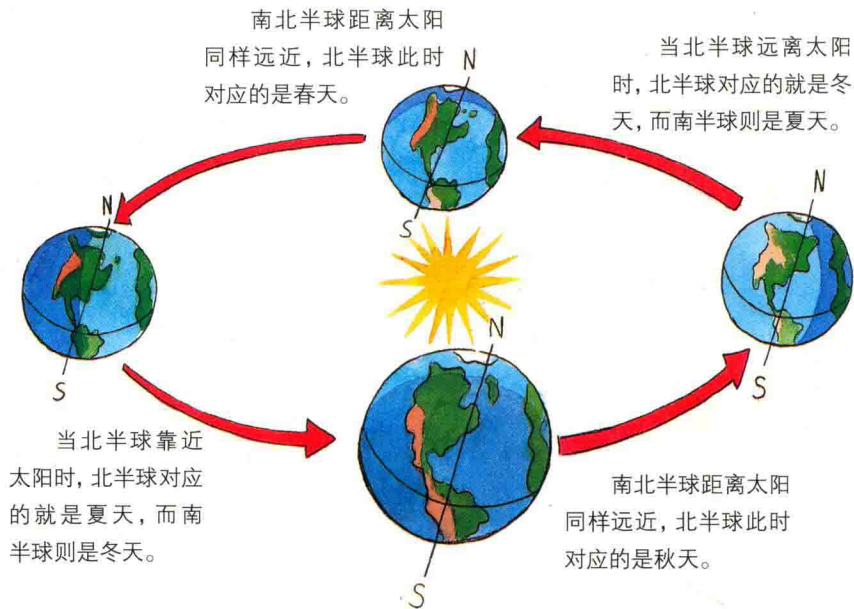 南北半球距离太阳
同样远近，北半球此时
对应的是春天。
当北半球远离太阳
时，北半球对应的就是冬
天，而南半球则是夏天。
N
S
N
S
N
S
N
S
当北半球靠近
太阳时，北半球对应
的就是夏天，而南
半球则是冬天。
南北半球距离太阳
同样远近，北半球此时
对应的是秋天。